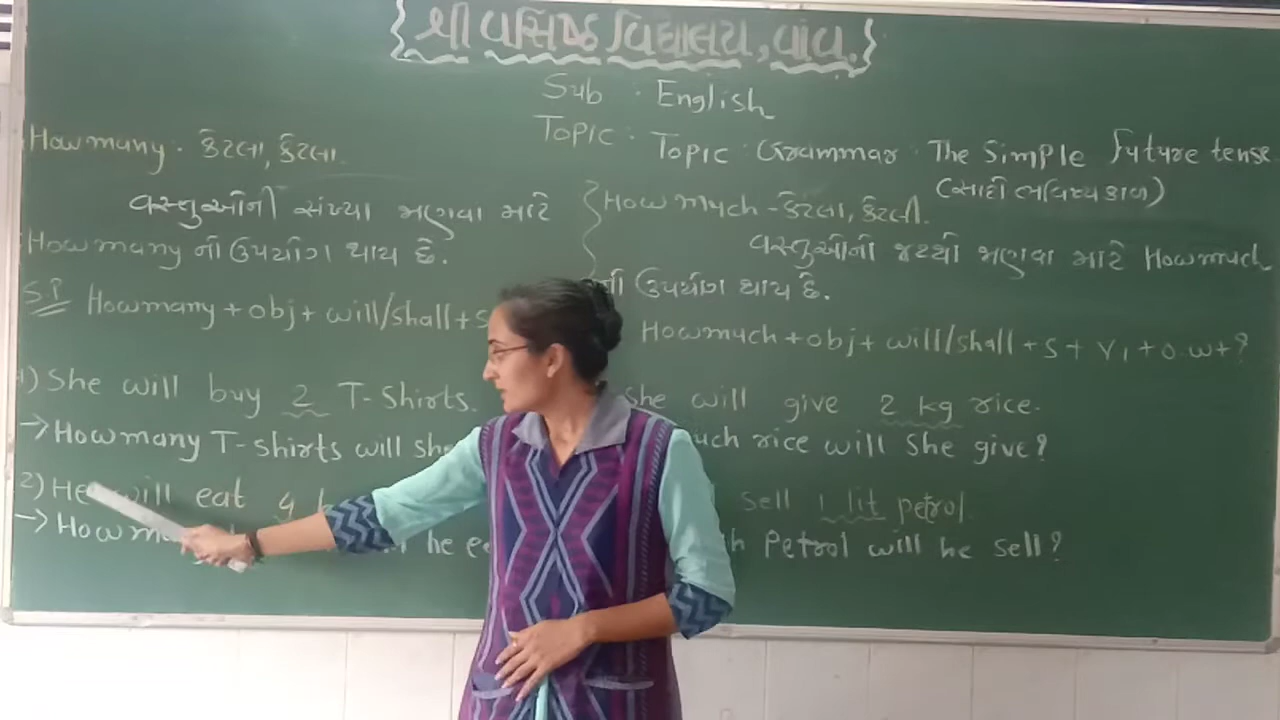 શ્રી વસિષ્ઠ વિદ્યાલય, વાવ.
Sub : English
Topic : Topic : Grammar : The Simple future tense
(સાદો ભવિષ્યકાળ)
How many : કેટલા, કેટલા
વસ્તુઓની સંખ્યા ગણવા માટે
How many નો ઉપયોગ થાય છે.
How many + obj + will/shall + S
1) She will buy 2 T-shirts.
→ How many T-shirts will she
2) He will eat 4
→ How he
How much - કેટલા, કેટલી.
વસ્તુઓનો જથ્થો ગણવા માટે How much
નો ઉપયોગ થાય છે.
How much + obj + will/shall + S + V1 + o.w + ?
She will give 2 kg rice.
rice will she give?
sell 1 lit petrol.
Petrol will he sell?